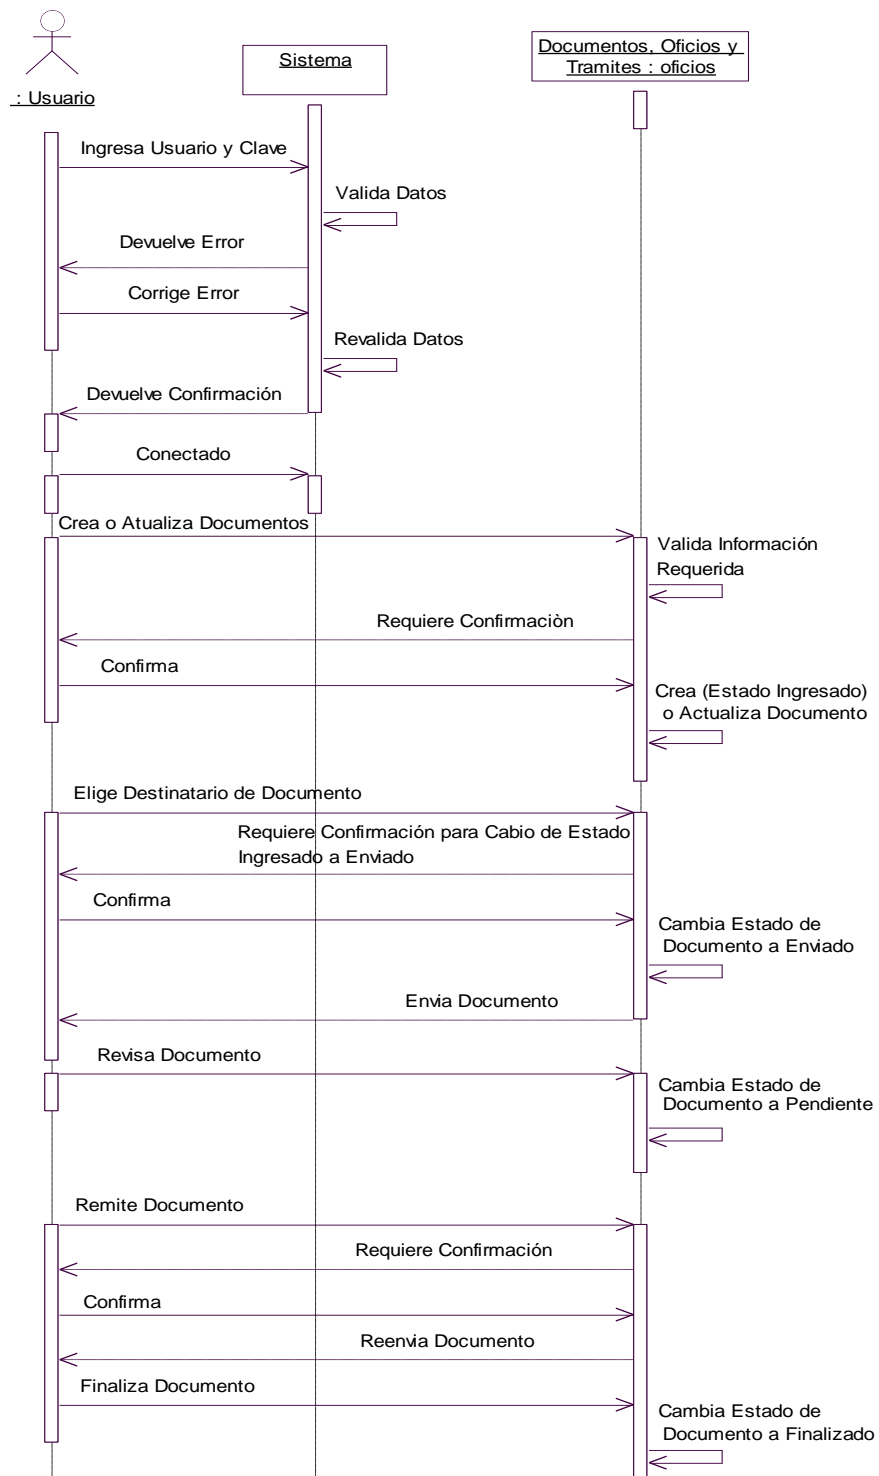 Sistema
Documentos, Oficios y
Tramites : oficios
: Usuario
Ingresa Usuario y Clave
Valida Datos
Devuelve Error
Corrige Error
Revalida Datos
Devuelve Confirmación
Conectado
Crea o Atualiza Documentos
Valida Información
Requerida
Requiere Confirmaciòn
Confirma
Crea (Estado Ingresado)
o Actualiza Documento
Elige Destinatario de Documento
Requiere Confirmación para Cabio de Estado
Ingresado a Enviado
Confirma
Cambia Estado de
Documento a Enviado
Envia Documento
Revisa Documento
Cambia Estado de
Documento a Pendiente
Remite Documento
Requiere Confirmación
Confirma
Reenvia Documento
Finaliza Documento
Cambia Estado de
Documento a Finalizado